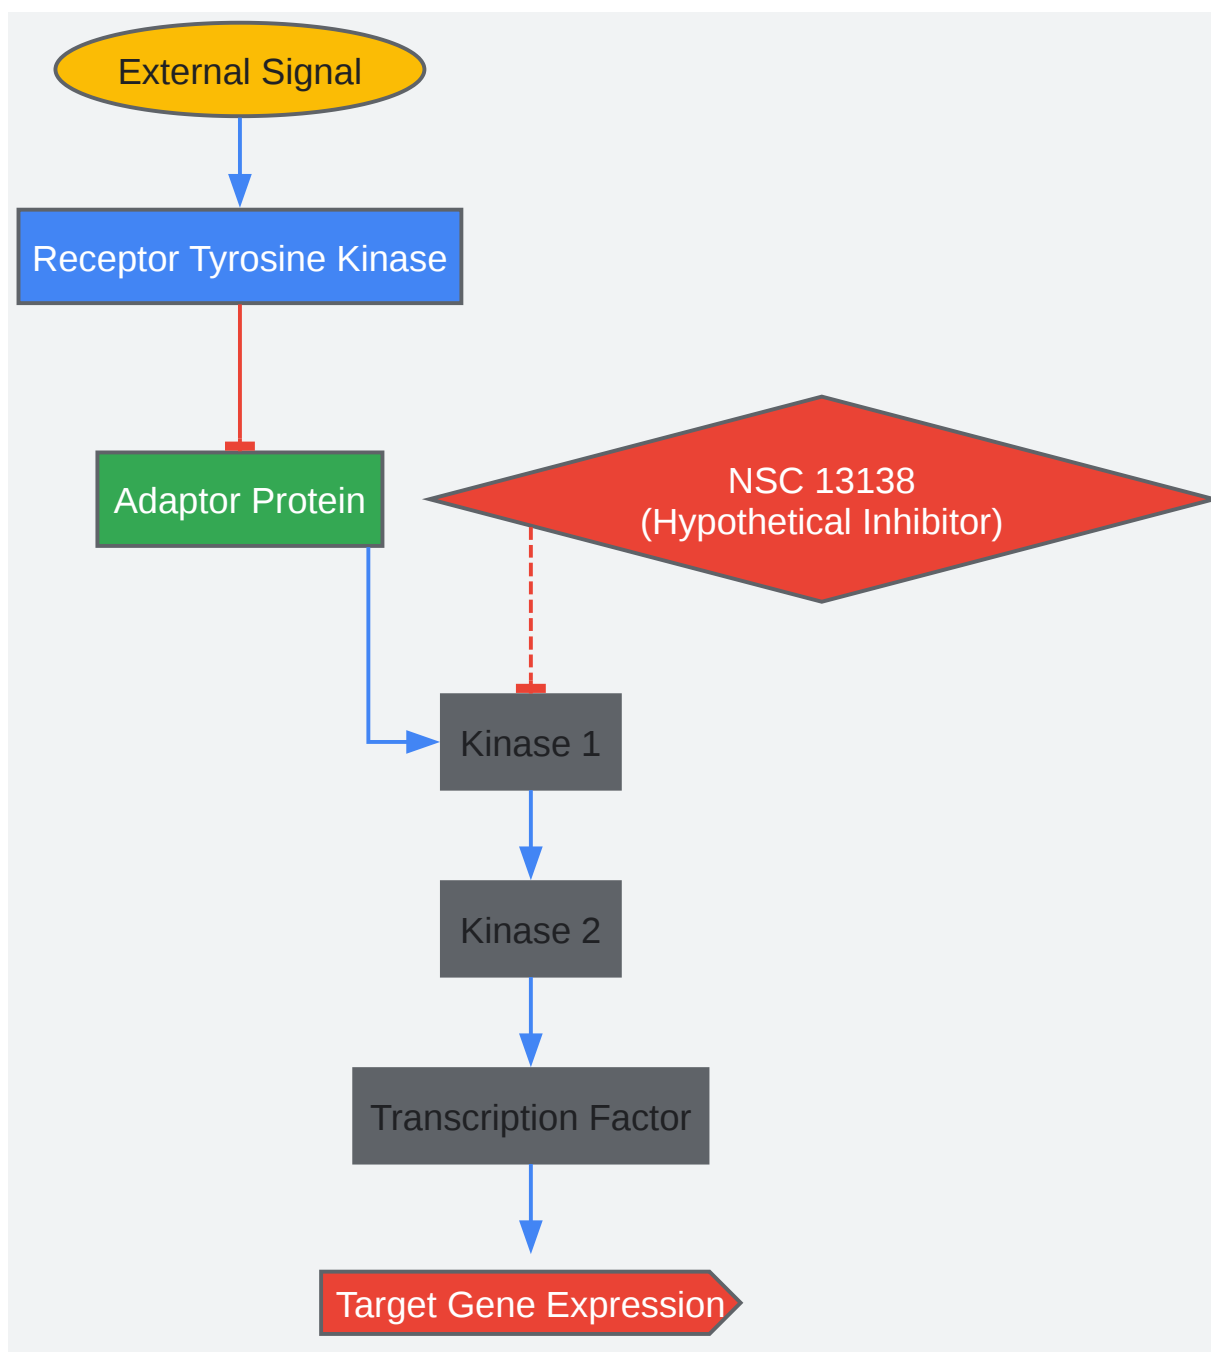 External Signal
Receptor Tyrosine Kinase
Adaptor Protein
NSC 13138
(Hypothetical Inhibitor)
Kinase 1
Kinase 2
Transcription Factor
Target Gene Expression